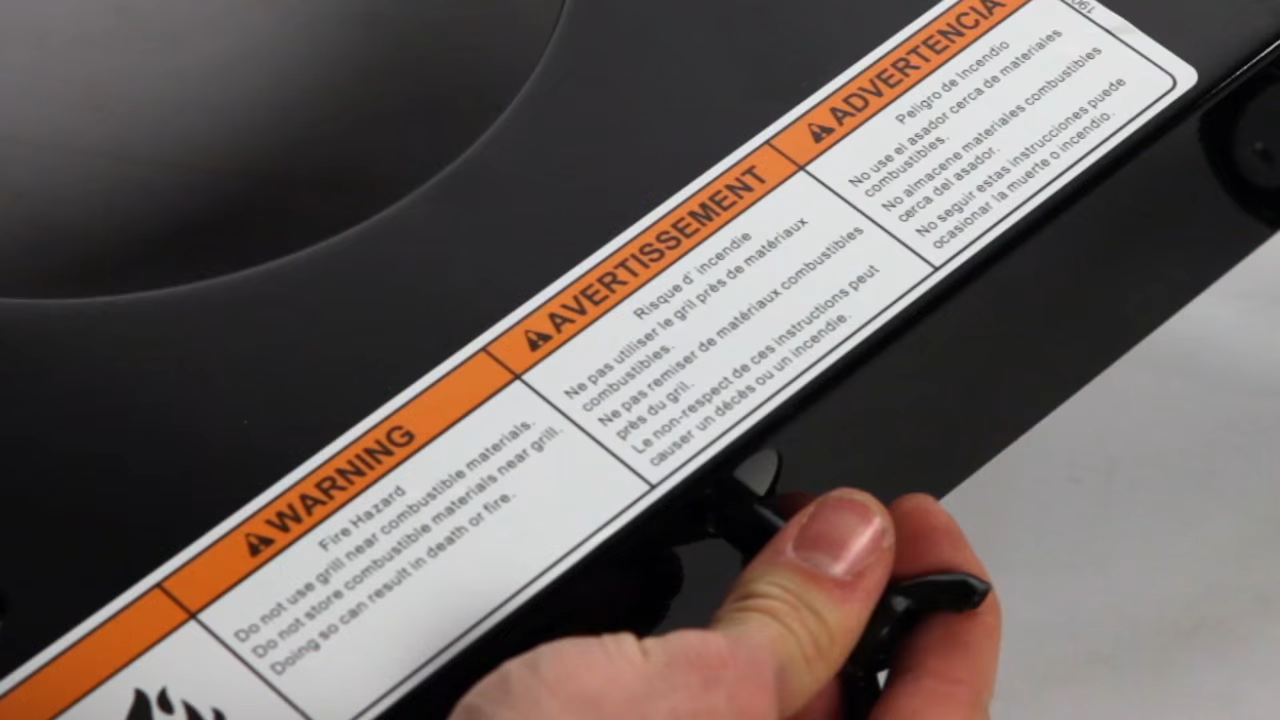 WARNING
Fire Hazard
Do not use grill near combustible materials.
Do not store combustible materials near grill.
Doing so can result in death or fire.
AVERTISSEMENT
Risque d' incendie
Ne pas utiliser le gril près de matériaux
combustibles.
Ne pas remiser de matériaux combustibles
près du gril.
Le non-respect de ces instructions peut
causer un décès ou un incendie.
ADVERTENCIA
Peligro de Incendio
No use el asador cerca de materiales
combustibles.
No almacene materiales combustibles
cerca del asador.
No seguir estas instrucciones puede
ocasionar la muerte o incendio.